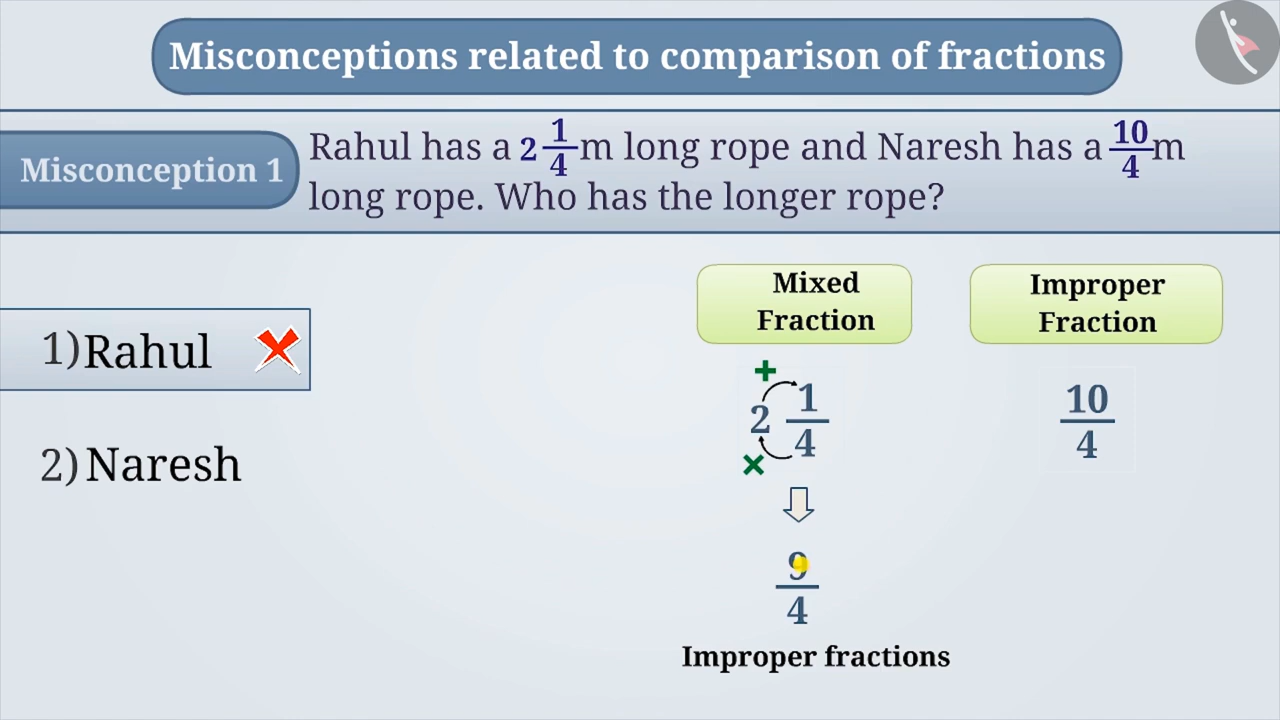 Misconceptions related to comparison of fractions
Misconception 1
Rahul has a 2 1/4 m long rope and Naresh has a 10/4 m
long rope. Who has the longer rope?
Mixed
Fraction
Improper
Fraction
1) Rahul
2) Naresh
+
2 1/4
×
10/4
9/4
Improper fractions